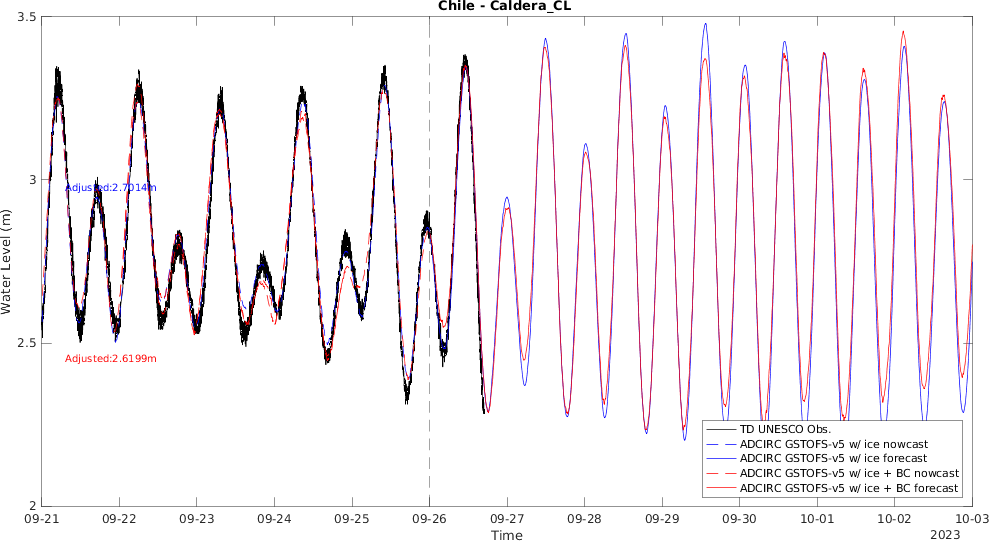 Chile - Caldera_CL
3.5
3
2.5
2
Water Level (m)
Adjusted:2.7014m
Adjusted:2.6199m
TD UNESCO Obs.
ADCIRC GSTOFS-v5 w/ ice nowcast
ADCIRC GSTOFS-v5 w/ ice forecast
ADCIRC GSTOFS-v5 w/ ice + BC nowcast
ADCIRC GSTOFS-v5 w/ ice + BC forecast
09-21 09-22 09-23 09-24 09-25 09-26 09-27 09-28 09-29 09-30 10-01 10-02 10-03
Time
2023